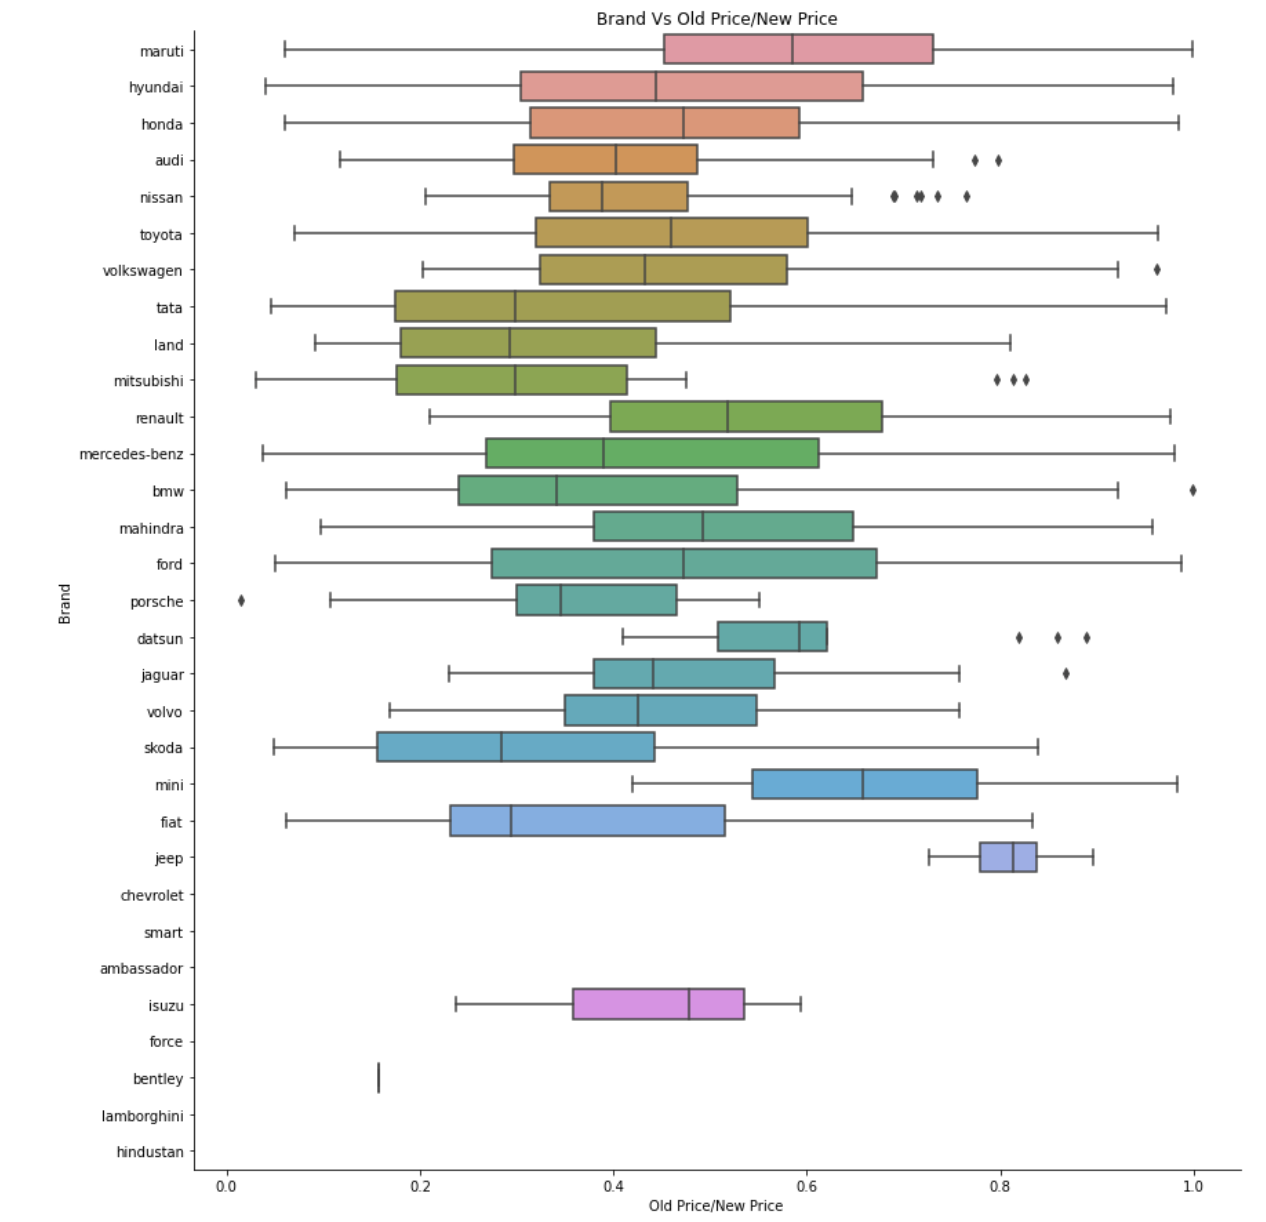 Brand Vs Old Price/New Price
maruti
hyundai
honda
audi
nissan
toyota
volkswagen
tata
land
mitsubishi
renault
mercedes-benz
bmw
mahindra
ford
porsche
datsun
jaguar
volvo
skoda
mini
fiat
jeep
chevrolet
smart
ambassador
isuzu
force
bentley
lamborghini
hindustan
Brand
0.0 0.2 0.4 0.6 0.8 1.0
Old Price/New Price